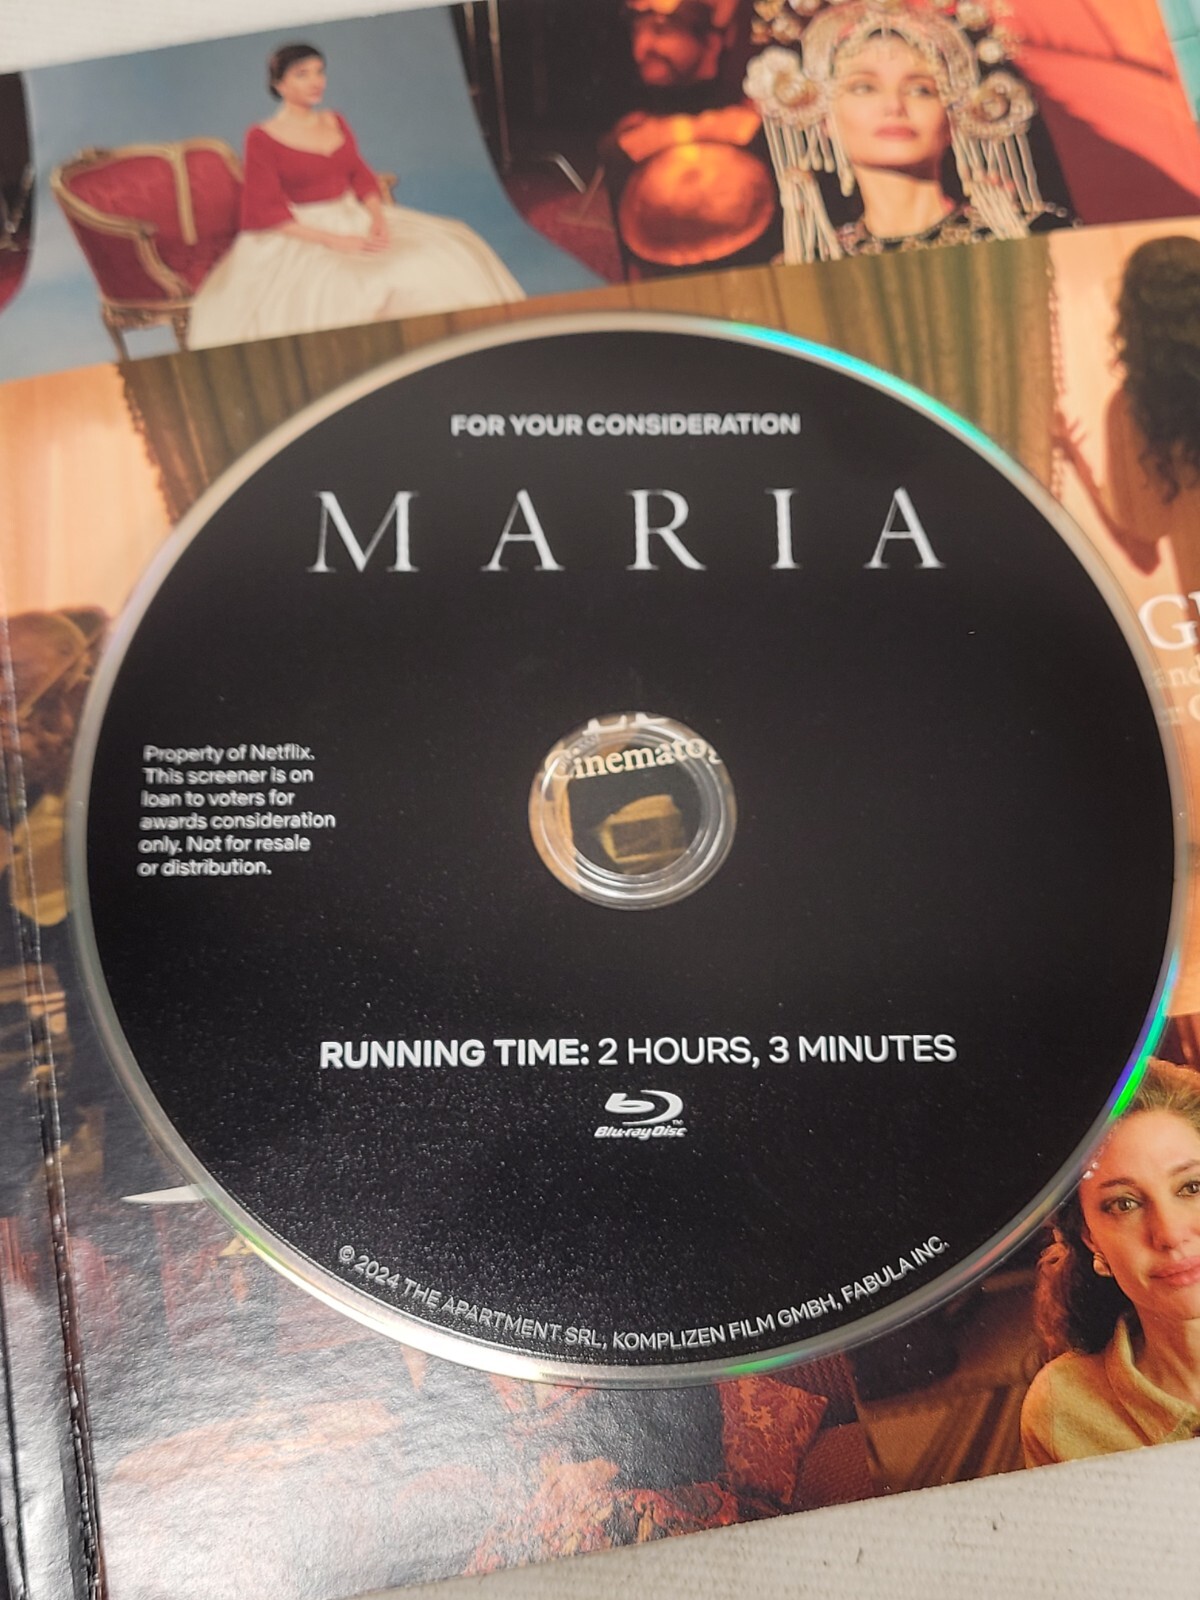 FOR YOUR CONSIDERATION
MARIA
Property of Netflix.
This screener is on
loan to voters for
awards consideration
only. Not for resale
or distribution.
RUNNING TIME: 2 HOURS, 3 MINUTES
Blu-ray Disc™
© 2024 THE APARTMENT SRL, KOMPLIZEN FILM GMBH, FABULA INC.